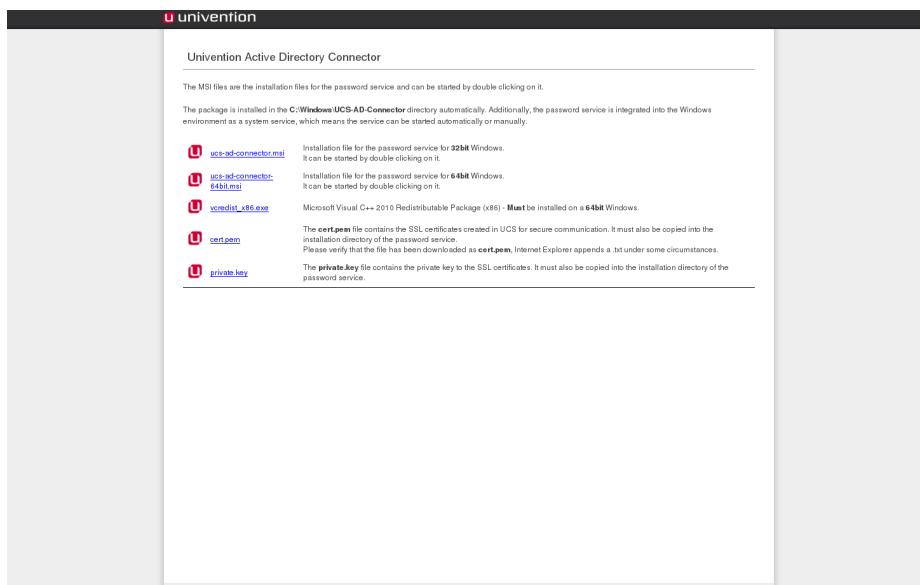 univention
Univention Active Directory Connector
The MSI files are the installation files for the password service and can be started by double clicking on it.
The package is installed in the C:\Windows\UCS-AD-Connector directory automatically. Additionally, the password service is integrated into the Windows
environment as a system service, which means the service can be started automatically or manually.
ucs-ad-connector.msi
Installation file for the password service for 32bit Windows.
It can be started by double clicking on it.
ucs-ad-connector-
64bit.msi
Installation file for the password service for 64bit Windows.
It can be started by double clicking on it.
vcredist_x86.exe
Microsoft Visual C++ 2010 Redistributable Package (x86) - Must be installed on a 64bit Windows.
cert.pem
The cert.pem file contains the SSL certificates created in UCS for secure communication. It must also be copied into the
installation directory of the password service.
Please verify that the file has been downloaded as cert.pem, Internet Explorer appends a .txt under some circumstances.
private.key
The private.key file contains the private key to the SSL certificates. It must also be copied into the installation directory of the
password service.